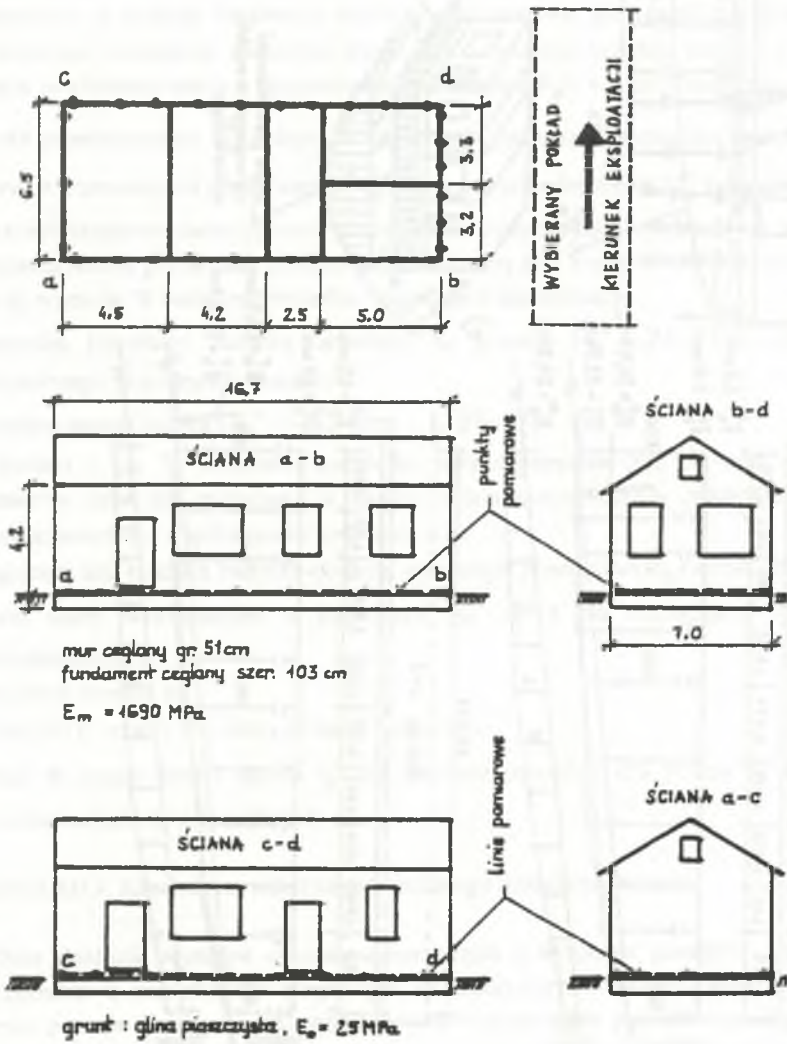 c
d
6.5
3.3
3.2
a
b
4.5
4.2
2.5
5.0
WYBIERANY POKŁAD
KIERUNEK EKSPLOATACJI
16,7
ŚCIANA a-b
4.2
a
b
punkty
pomiarowe
ŚCIANA b-d
7.0
mur ceglany gr. 51cm
fundament ceglany szer. 103 cm
Em = 1690 MPa
ŚCIANA c-d
c
d
linie pomiarowe
ŚCIANA a-c
grunt : glina piaszczysta, Eo = 25 MPa